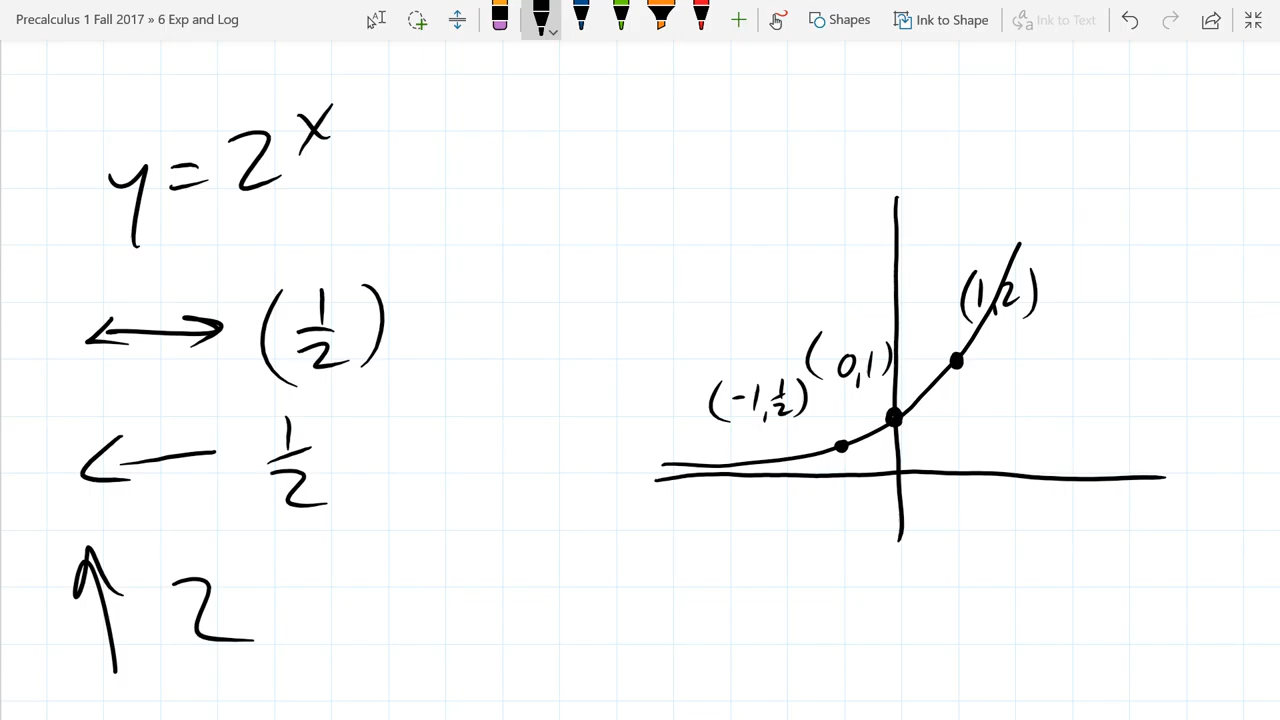 Precalculus 1 Fall 2017 » 6 Exp and Log
Shapes
Ink to Shape
Ink to Text
y = 2^x
↔ (1/2)
← 1/2
↑ 2
(-1, 1/2)
(0,1)
(1,2)